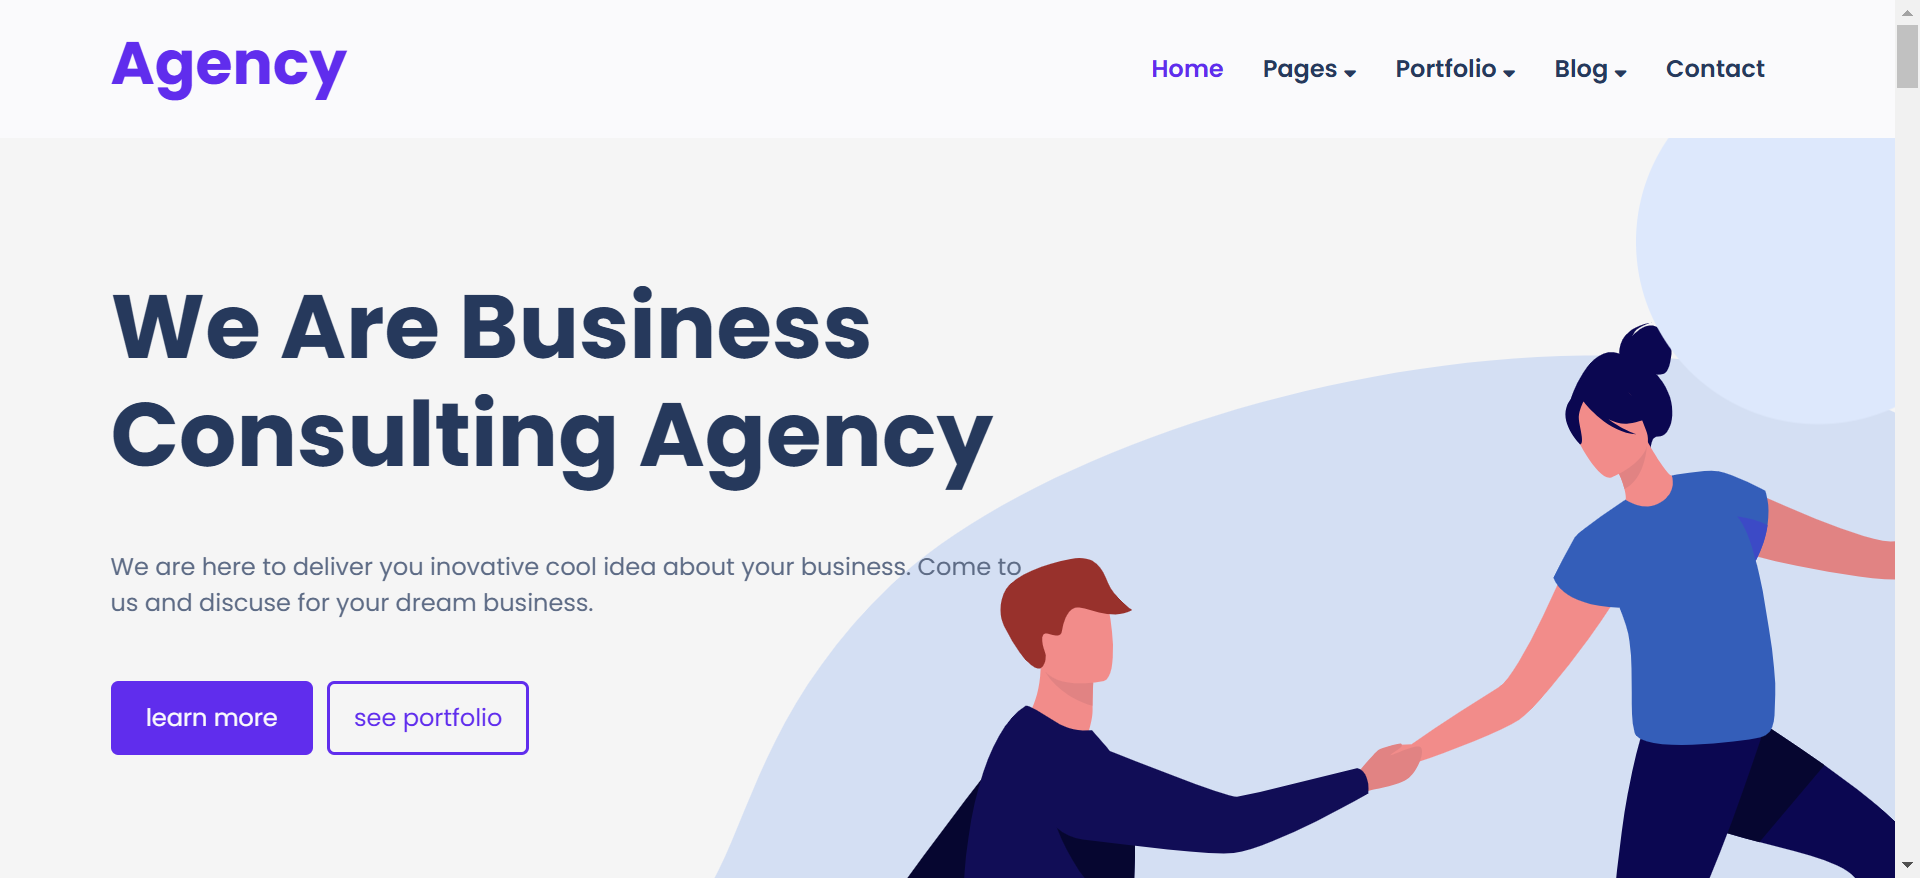 Agency
Home Pages Portfolio Blog Contact
We Are Business
Consulting Agency
We are here to deliver you inovative cool idea about your business. Come to
us and discuse for your dream business.
learn more see portfolio